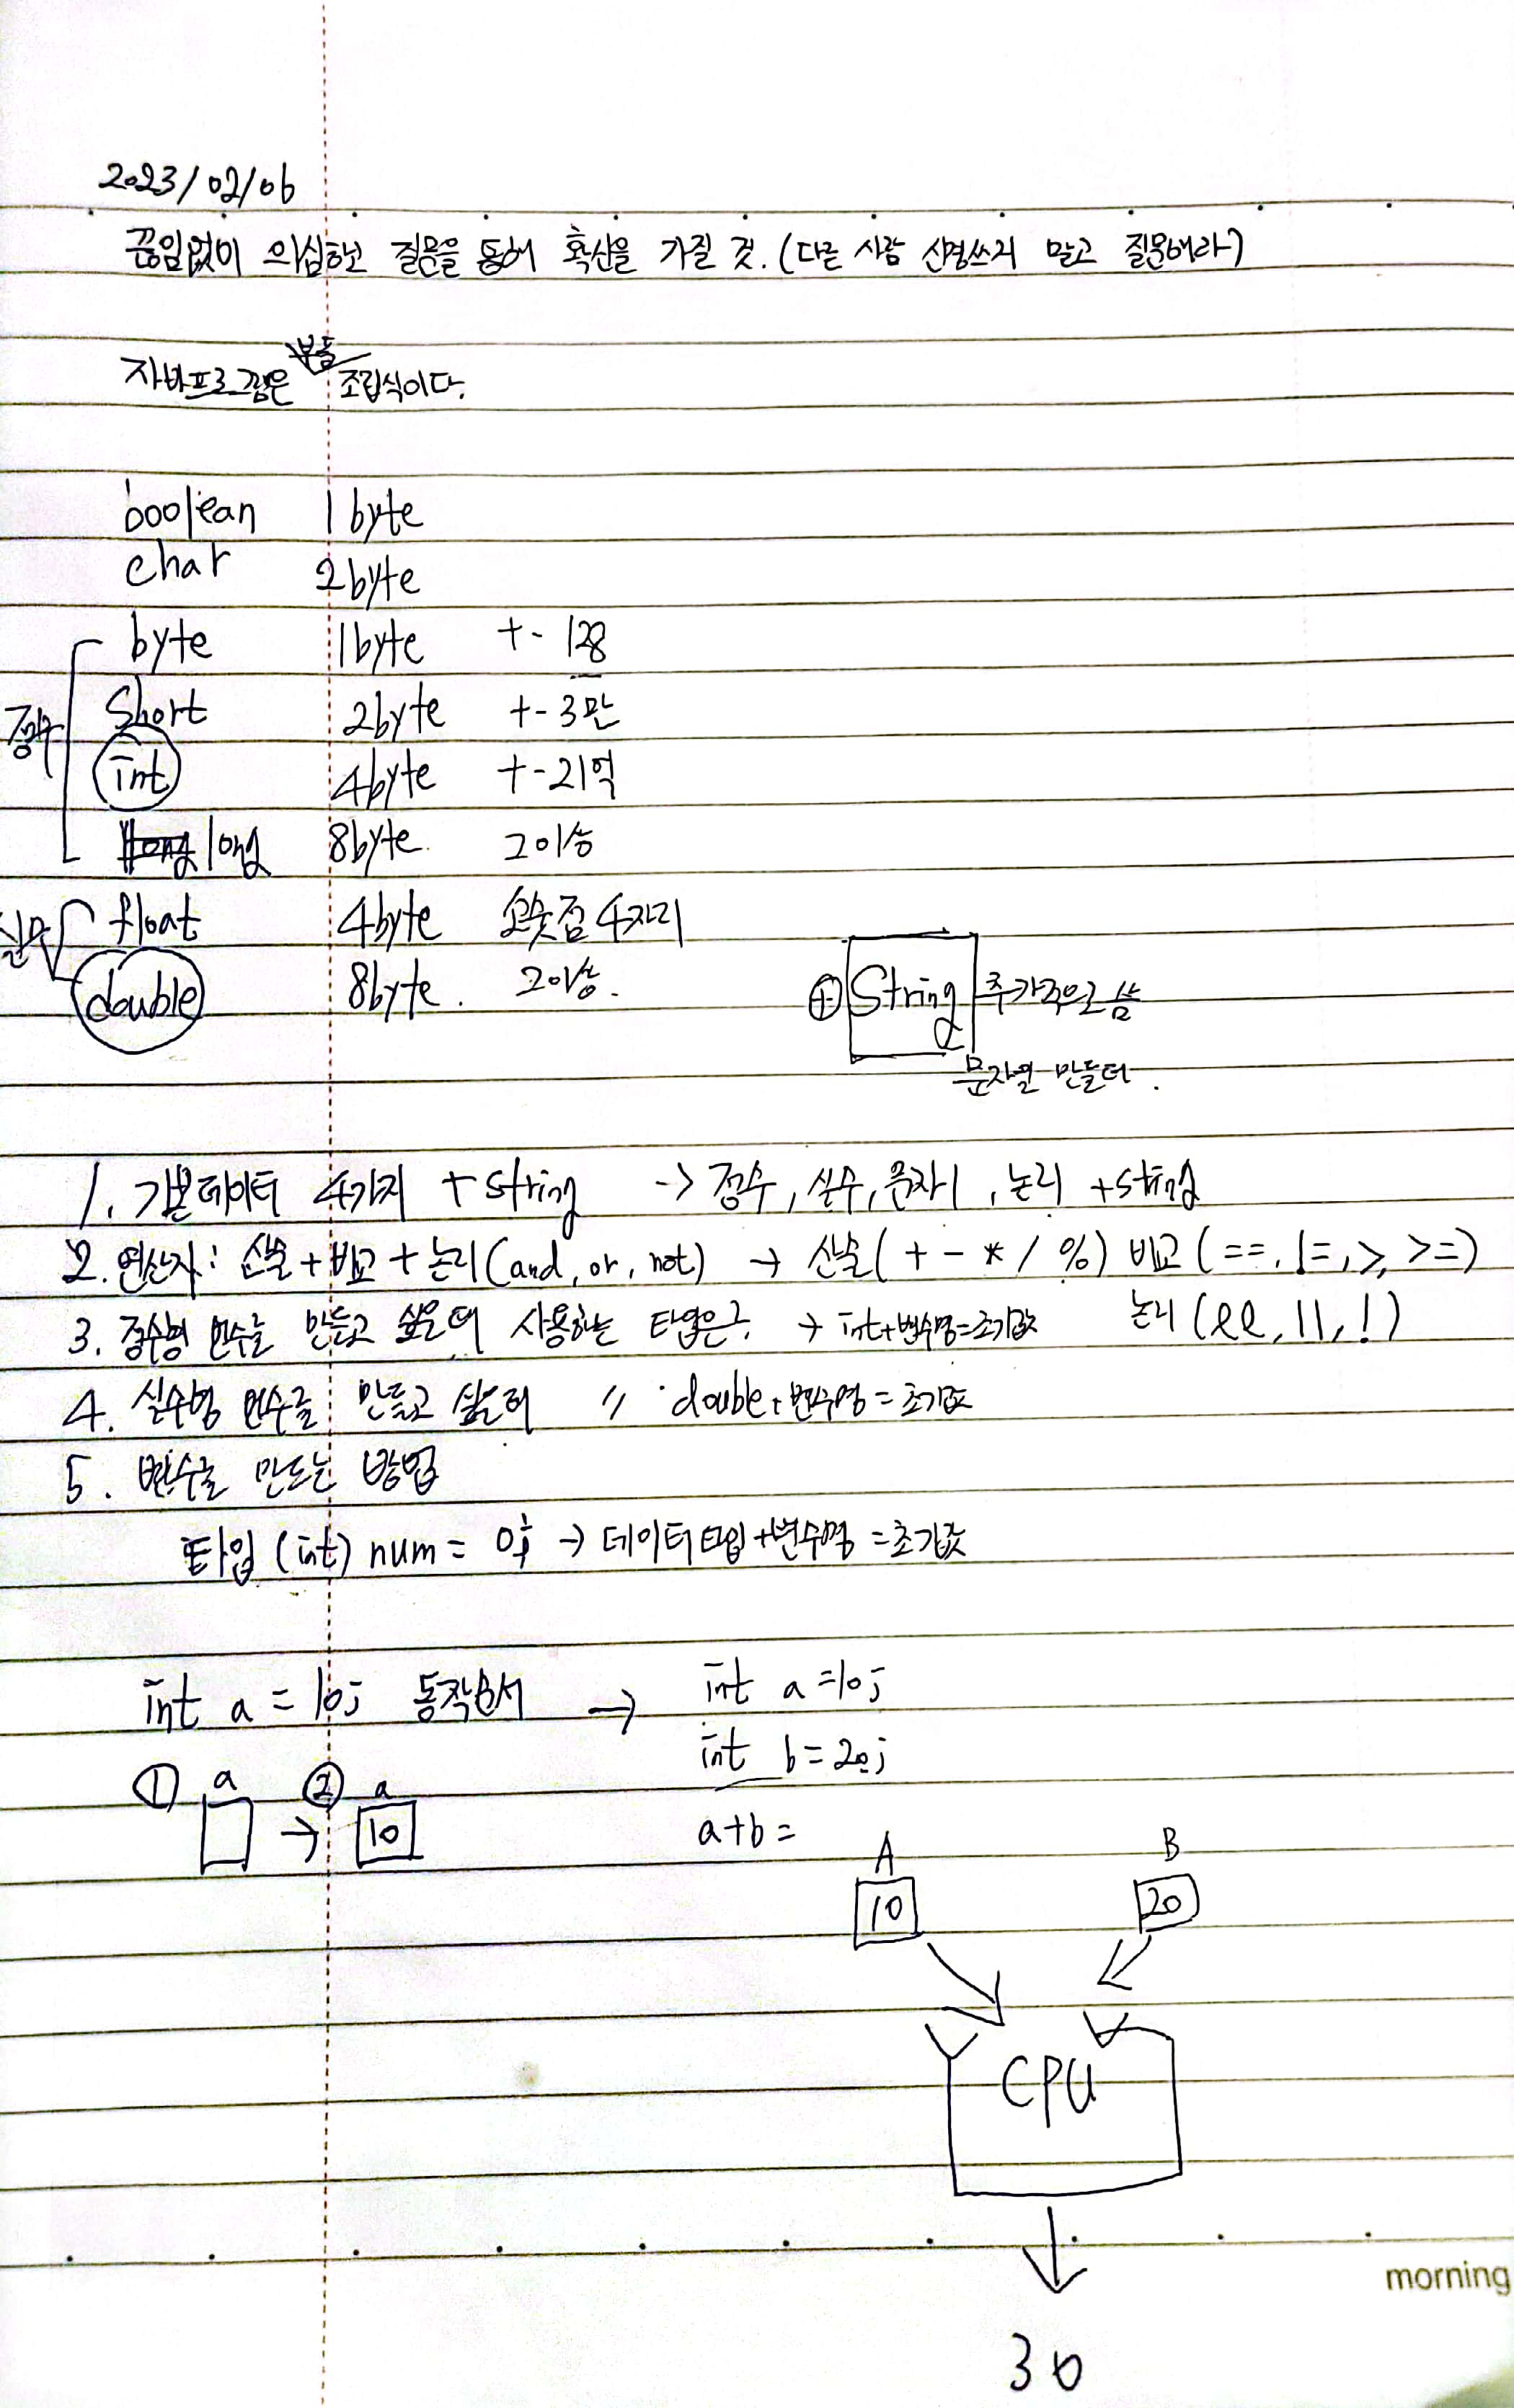 2023/02/06
끊임없이 의심하고 질문을 통해 확신을 가질 것. (다른 사람 신경쓰지 말고 질문해라)
부품
자바프로그램은 조립식이다.
boolean 1byte
char 2byte
정수
byte 1byte +- 128
short 2byte +-3만
int 4byte +-21억
long 8byte 그이상
실수
float 4byte 소숫점 4자리
double 8byte. 그이상.
+ String 추가적으로 씀
문자열 만들때.
1. 기본데이터 4가지 + string -> 정수, 실수, 문자1, 논리 +string
2. 연산자: 산술+비교+논리(and, or, not) → 산술(+ - * / %) 비교(==, !=, >, >=)
논리 (&&, ||, !)
3. 정수형 변수를 만들고 싶을때 사용하는 타입은? → int+변수명=초기값
4. 실수형 변수를 만들고 싶은때 〃 double+변수명=초기값
5. 변수를 만드는 방법
타입 (int) num = 0; → 데이터타입+변수명=초기값
int a = 10; 동작순서 → int a =10;
int b=20;
① a → ② a
10
a+b =
A B
10 20
CPU
30
morning